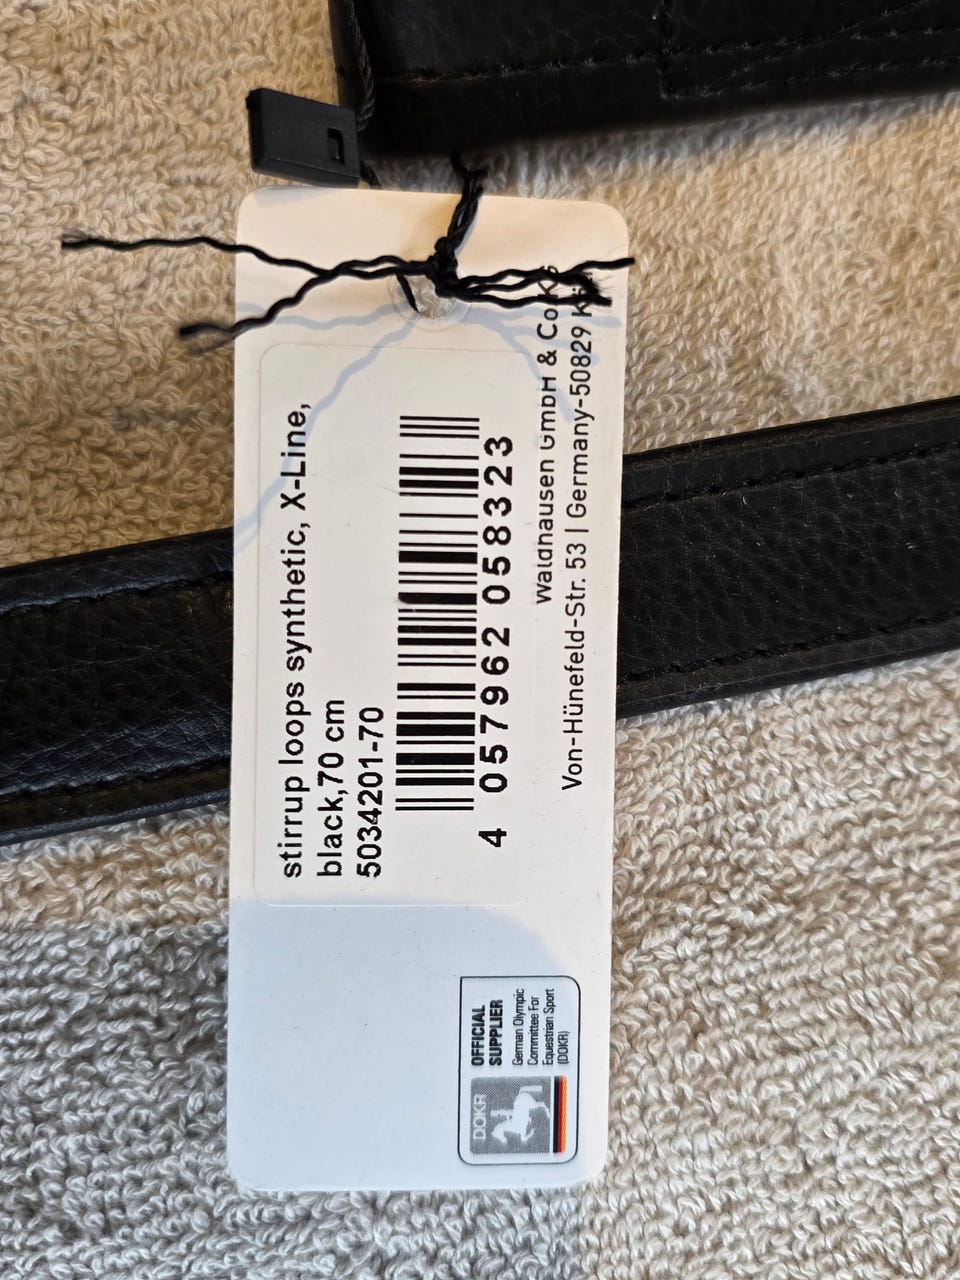 stirrup loops synthetic, X-Line,
black,70 cm
5034201-70
4 057962 058323
Waldhausen GmbH & Co.
Von-Hünefeld-Str. 53 | Germany-50829
DOKR
OFFICIAL
SUPPLIER
German Olympic
Committee For
Equestrian Sport
(DOKR)